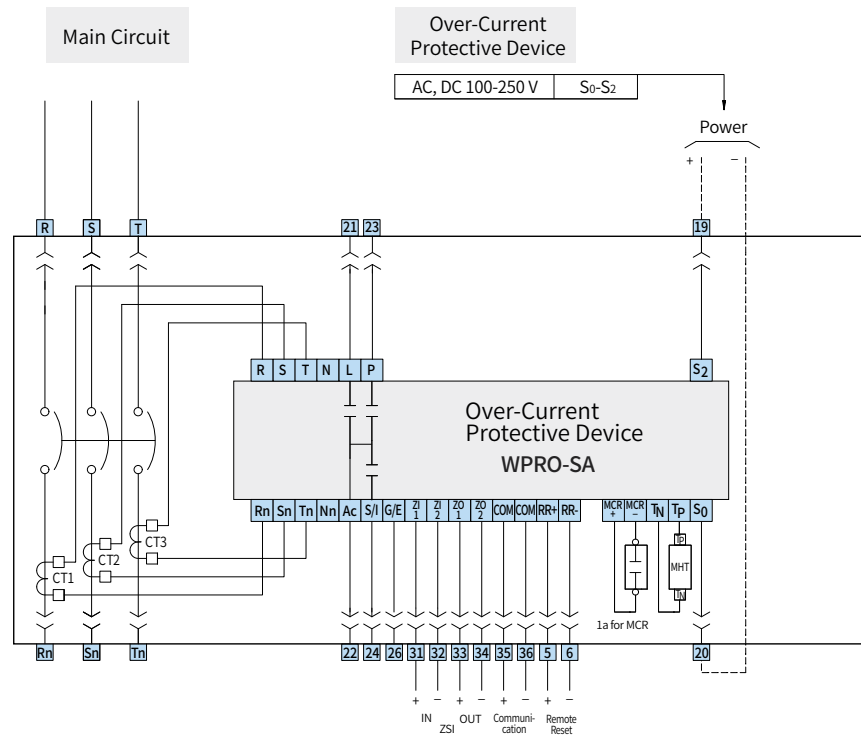 Main Circuit
Over-Current
Protective Device
AC, DC 100-250 V S0-S2
Power
+ −
R S T 21 23 19
R S T N L P S2
Over-Current
Protective Device
WPRO-SA
Rn Sn Tn Nn Ac S/I G/E ZI 1 ZI 2 ZO 1 ZO 2 COM COM RR+ RR- MCR + MCR − TN TP S0
CT1 CT2 CT3
TP
MHT
TN
1a for MCR
Rn Sn Tn 22 24 26 31 32 33 34 35 36 5 6 20
+ − + − + − + −
IN OUT Communi- Remote
ZSI cation Reset